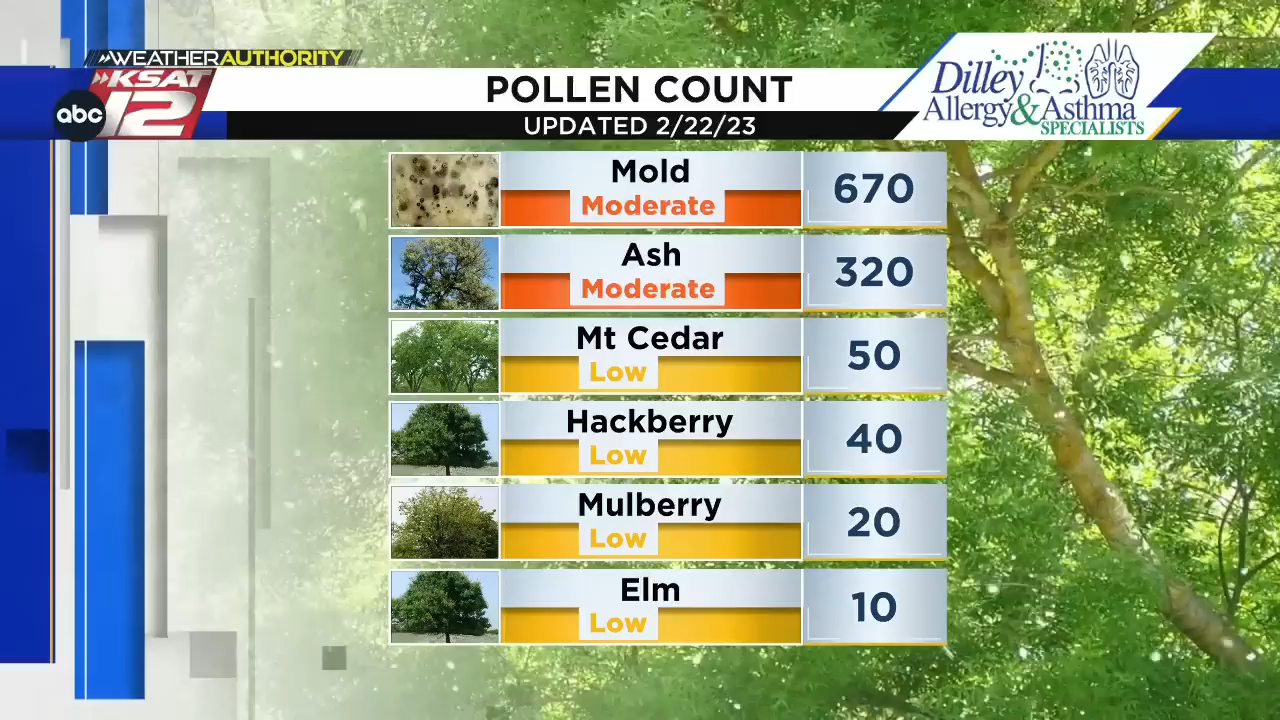 WEATHERAUTHORITY
KSAT
abc 12
POLLEN COUNT
UPDATED 2/22/23
Dilley
Allergy&Asthma
SPECIALISTS
Mold
Moderate
670
Ash
Moderate
320
Mt Cedar
Low
50
Hackberry
Low
40
Mulberry
Low
20
Elm
Low
10